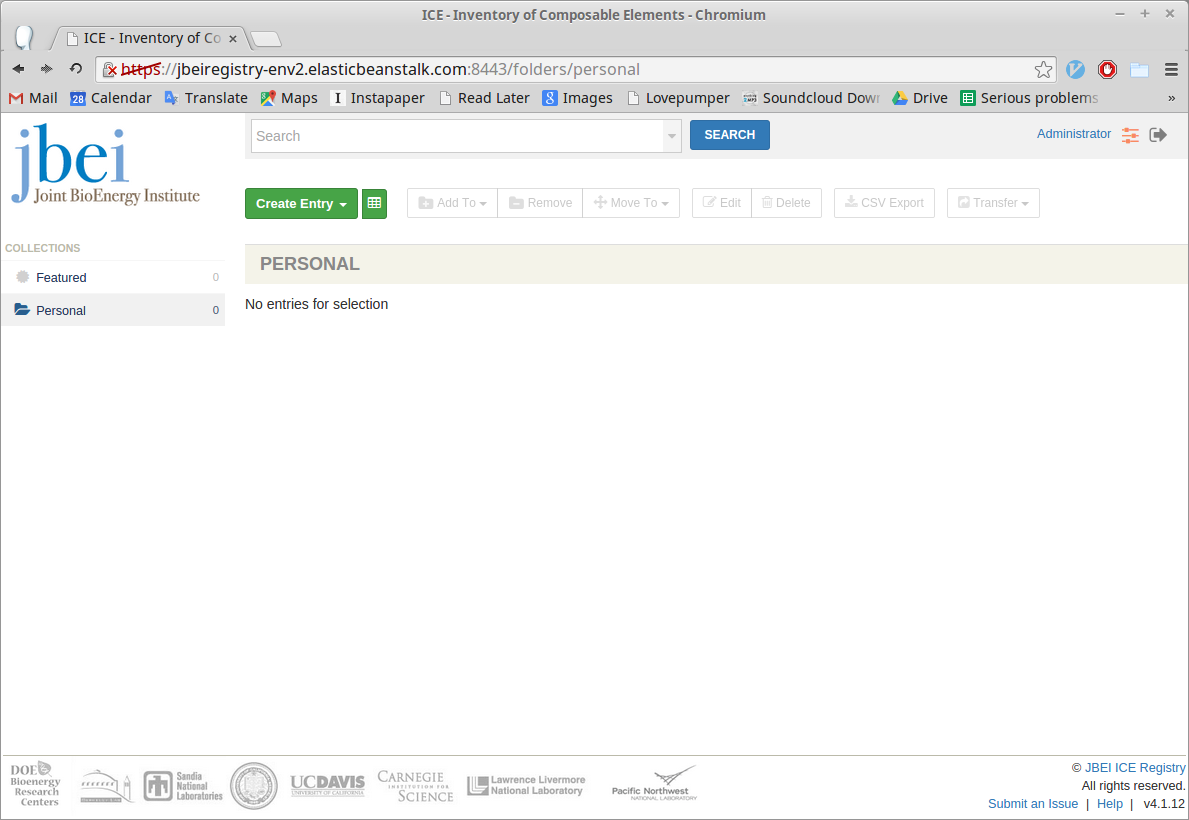 ICE - Inventory of Composable Elements - Chromium
ICE - Inventory of Co
https://jbeiregistry-env2.elasticbeanstalk.com:8443/folders/personal
Mail 28 Calendar Translate Maps I Instapaper Read Later 8 Images Lovepumper MP3 Soundcloud Down Drive Serious problems »
jbei
Joint BioEnergy Institute
Search SEARCH Administrator
Create Entry Add To Remove Move To Edit Delete CSV Export Transfer
COLLECTIONS
Featured 0
Personal 0
PERSONAL
No entries for selection
DOE
Bioenergy
Research
Centers
Sandia
National
Laboratories
UCDAVIS
UNIVERSITY OF CALIFORNIA
CARNEGIE
INSTITUTION FOR
SCIENCE
Lawrence Livermore
National Laboratory
Pacific Northwest
NATIONAL LABORATORY
© JBEI ICE Registry
All rights reserved.
Submit an Issue | Help | v4.1.12